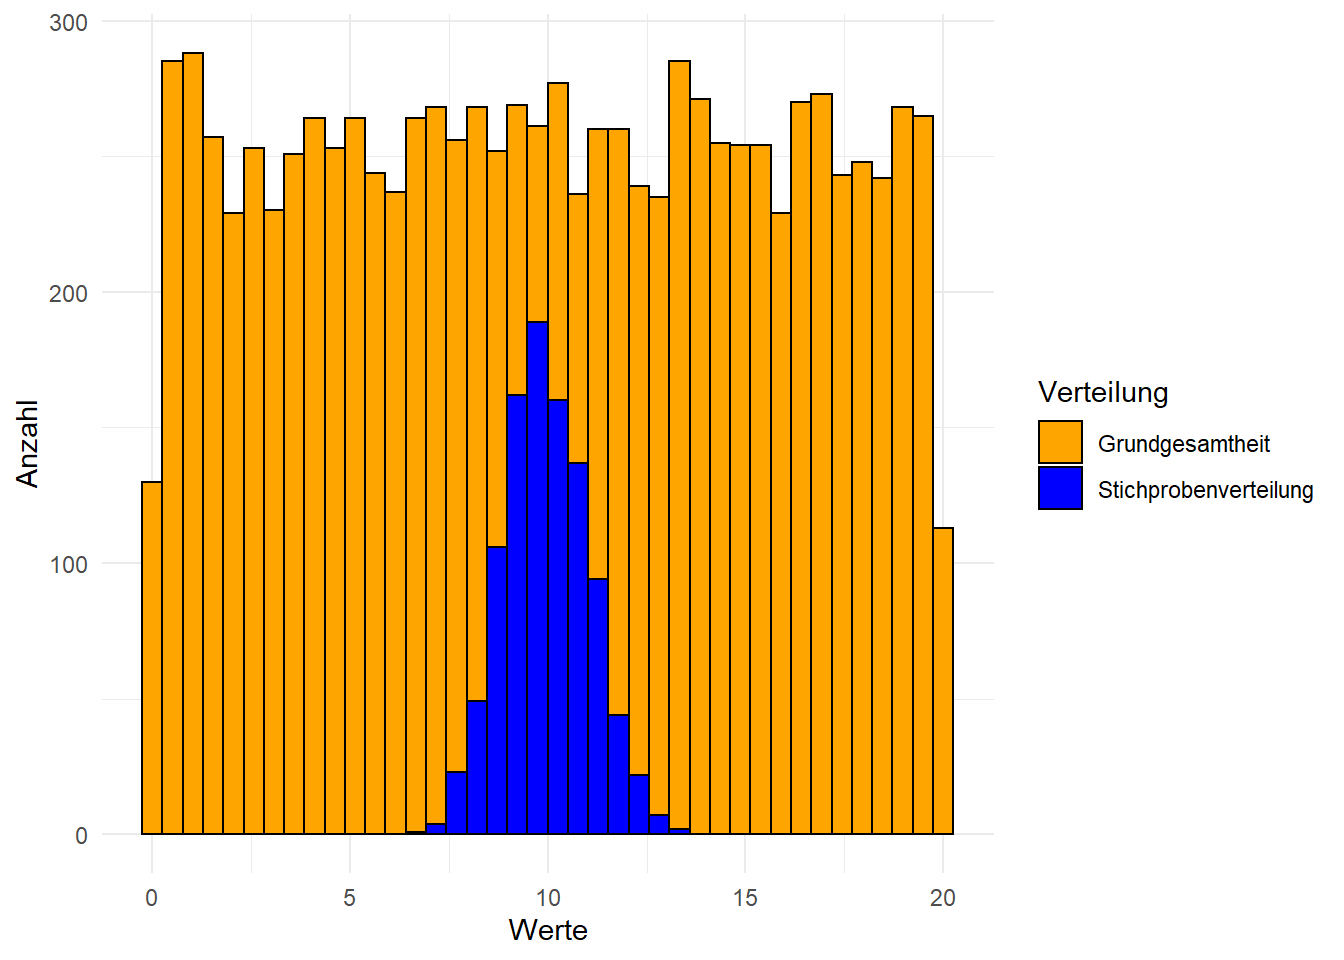 300
200
100
0
Anzahl
0 5 10 15 20
Werte
Verteilung
Grundgesamtheit
Stichprobenverteilung